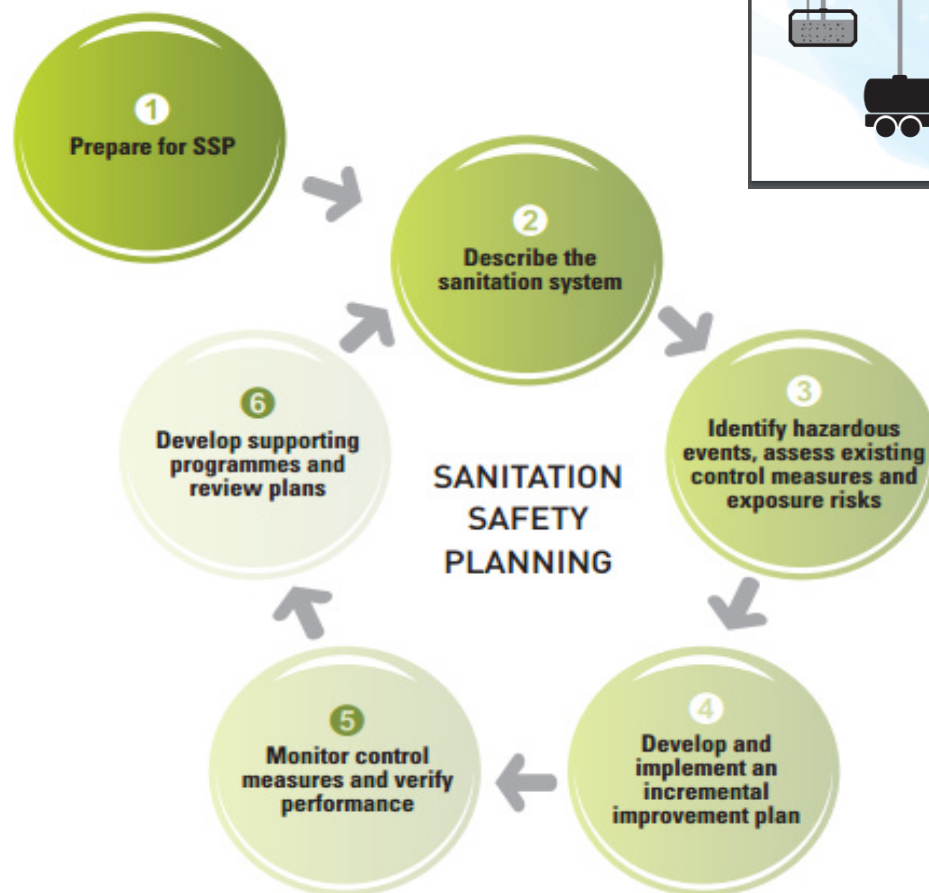 1
Prepare for SSP
2
Describe the
sanitation system
3
Identify hazardous
events, assess existing
control measures and
exposure risks
4
Develop and
implement an
incremental
improvement plan
5
Monitor control
measures and verify
performance
6
Develop supporting
programmes and
review plans
SANITATION
SAFETY
PLANNING